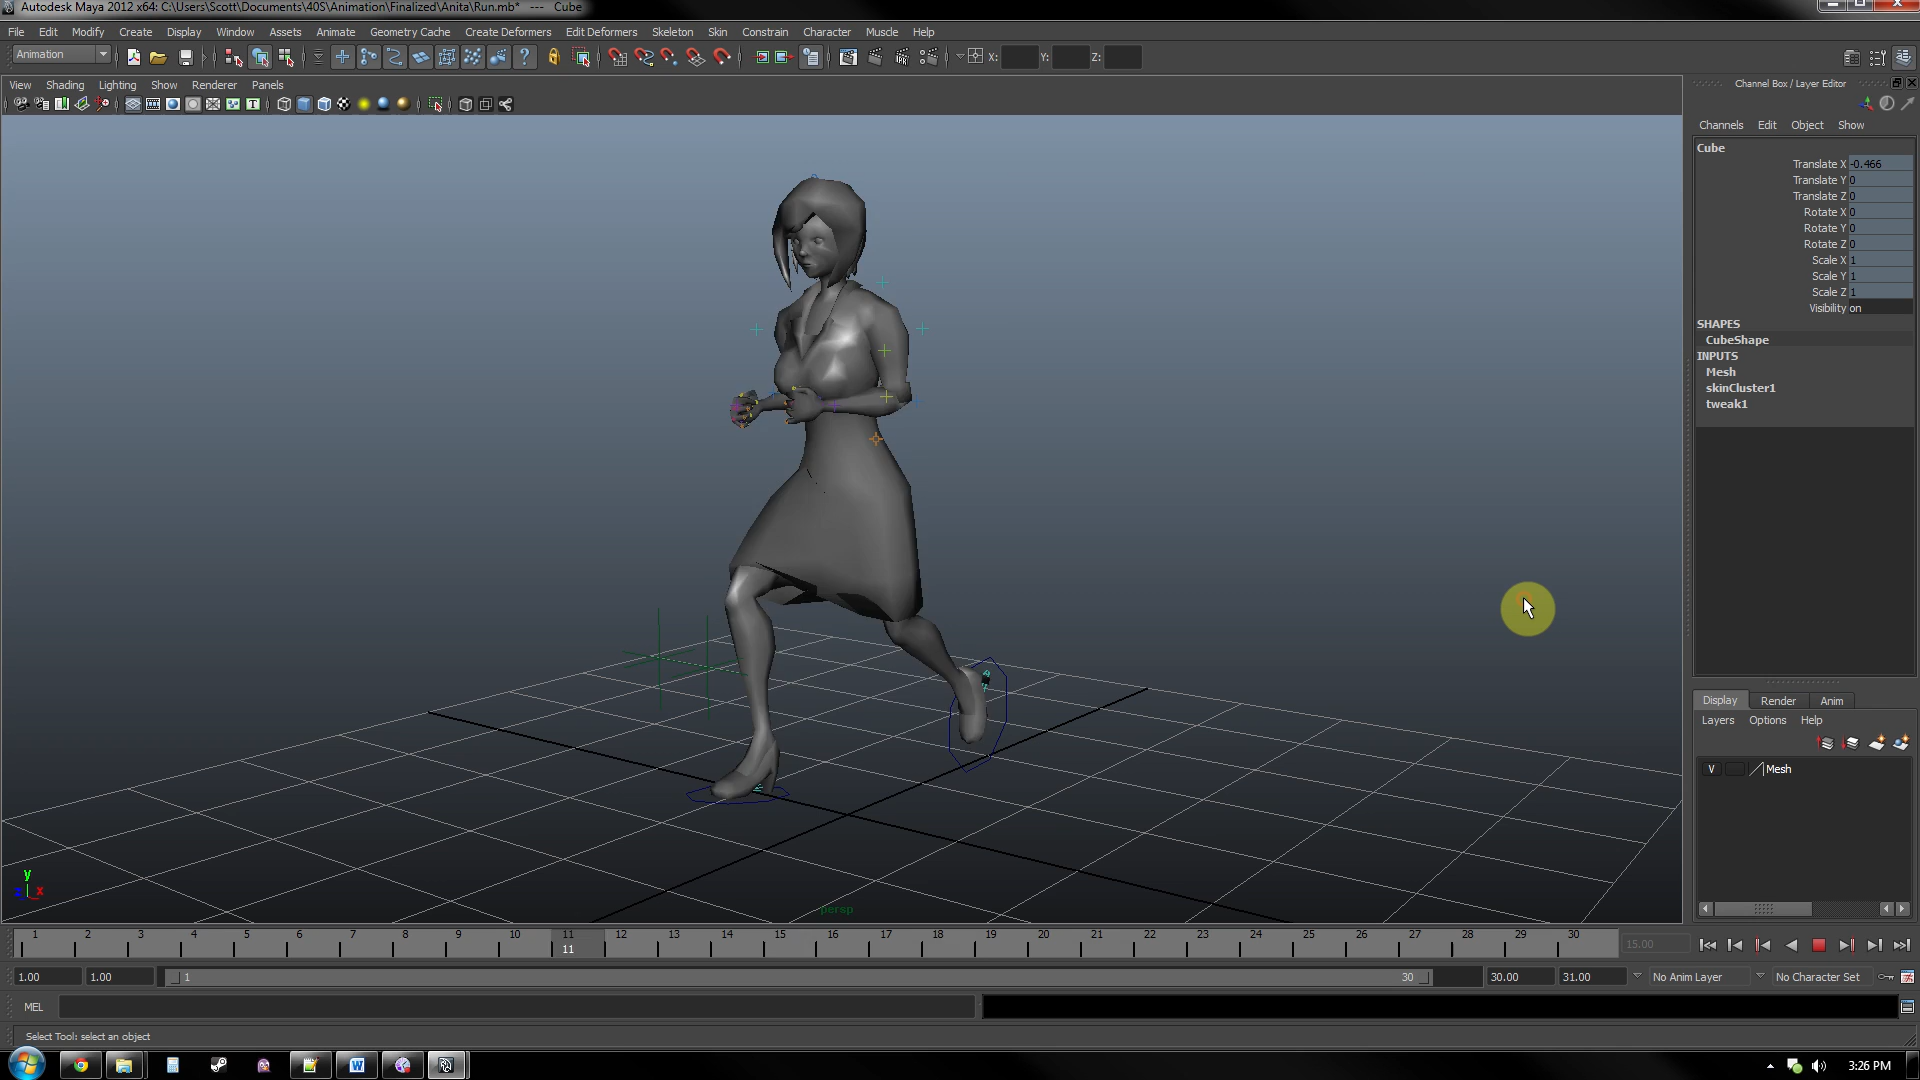 Autodesk Maya 2012 x64: C:\Users\Scott\Documents\40S\Animation\Finalized\Anita\Run.mb* --- Cube
File Edit Modify Create Display Window Assets Animate Geometry Cache Create Deformers Edit Deformers Skeleton Skin Constrain Character Muscle Help
Animation X: Y: Z:
View Shading Lighting Show Renderer Panels
Channel Box / Layer Editor
Channels Edit Object Show
Cube
Translate X -0.466
Translate Y 0
Translate Z 0
Rotate X 0
Rotate Y 0
Rotate Z 0
Scale X 1
Scale Y 1
Scale Z 1
Visibility on
SHAPES
CubeShape
INPUTS
Mesh
skinCluster1
tweak1
Display Render Anim
Layers Options Help
V Mesh
y
z x
persp
1 2 3 4 5 6 7 8 9 10 11 12 13 14 15 16 17 18 19 20 21 22 23 24 25 26 27 28 29 30
11
15.00
1.00 1.00 1 30 30.00 31.00 No Anim Layer No Character Set
MEL
Select Tool: select an object
3:26 PM